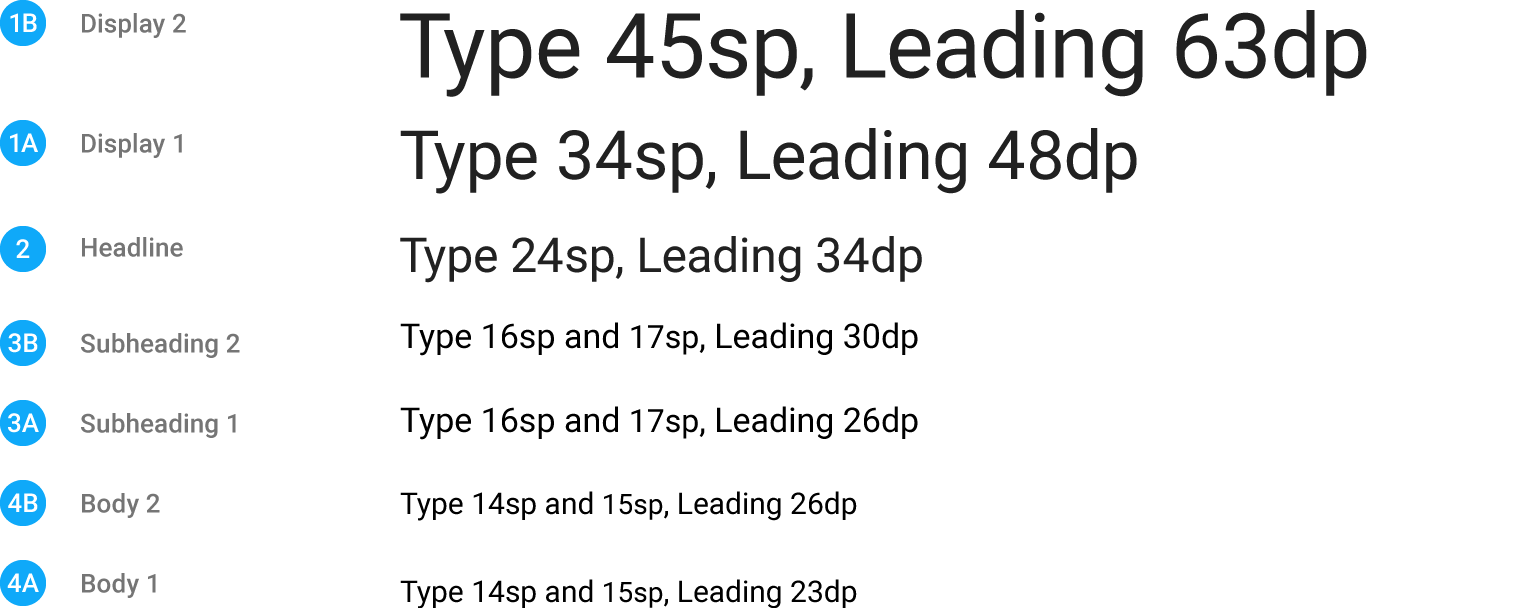 1B Display 2 Type 45sp, Leading 63dp
1A Display 1 Type 34sp, Leading 48dp
2 Headline Type 24sp, Leading 34dp
3B Subheading 2 Type 16sp and 17sp, Leading 30dp
3A Subheading 1 Type 16sp and 17sp, Leading 26dp
4B Body 2 Type 14sp and 15sp, Leading 26dp
4A Body 1 Type 14sp and 15sp, Leading 23dp